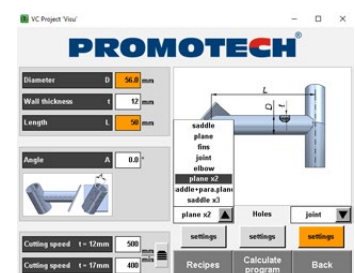 VC Project 'Visu'
PROMOTECH®
Diameter D 56.0 mm
Wall thickness t 12 mm
Length L 50 mm
Angle A 0.0 °
Cutting speed t= 12mm 500 mm/min
Cutting speed t= 17mm 400
L
D
t
saddle
plane
fins
joint
elbow
plane x2
addle+para.plane
saddle x3
plane x2 Holes joint
settings settings settings
Recipes Calculate program Back